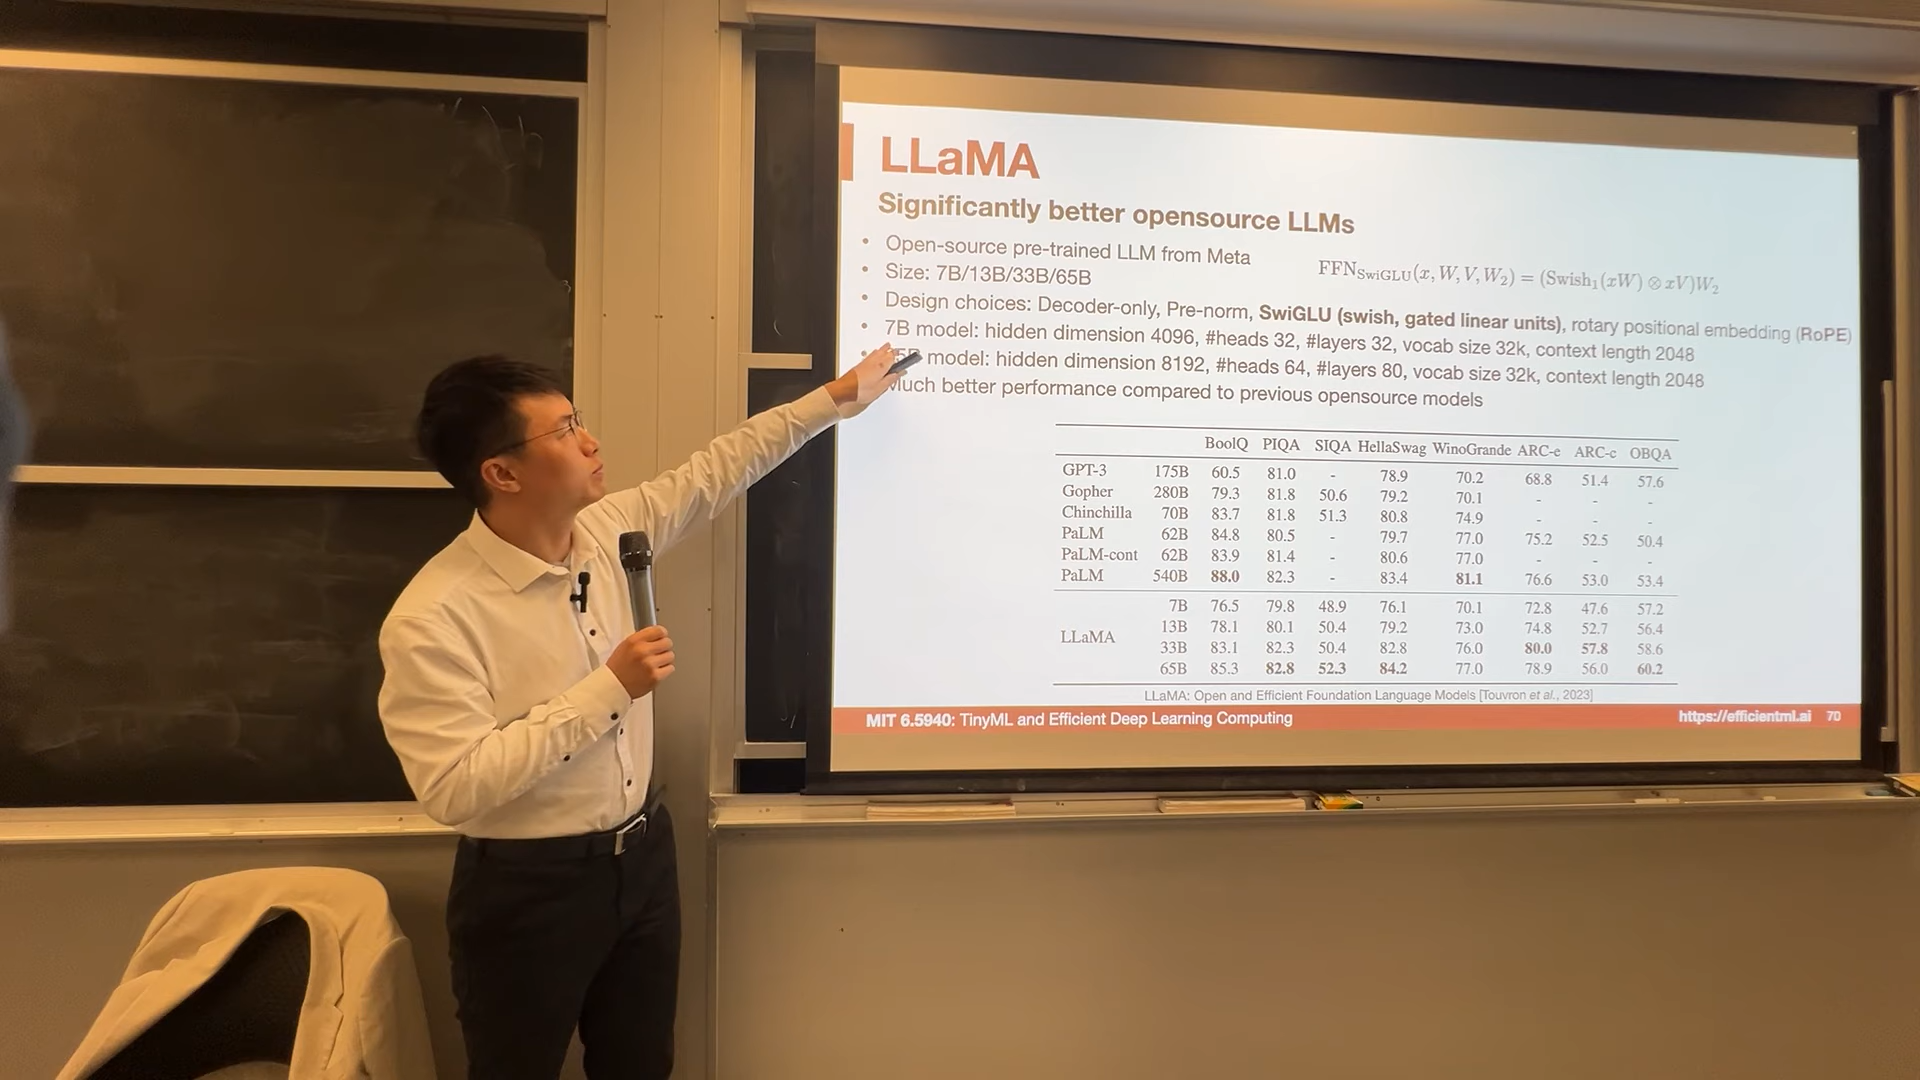 LLaMA
Significantly better opensource LLMs
• Open-source pre-trained LLM from Meta
• Size: 7B/13B/33B/65B
FFN_SwiGLU(x, W, V, W₂) = (Swish₁(xW) ⊗ xV)W₂
• Design choices: Decoder-only, Pre-norm, SwiGLU (swish, gated linear units), rotary positional embedding (RoPE)
• 7B model: hidden dimension 4096, #heads 32, #layers 32, vocab size 32k, context length 2048
5B model: hidden dimension 8192, #heads 64, #layers 80, vocab size 32k, context length 2048
Much better performance compared to previous opensource models
BoolQ PIQA SIQA HellaSwag WinoGrande ARC-e ARC-c OBQA
GPT-3 175B 60.5 81.0 - 78.9 70.2 68.8 51.4 57.6
Gopher 280B 79.3 81.8 50.6 79.2 70.1 - - -
Chinchilla 70B 83.7 81.8 51.3 80.8 74.9 - - -
PaLM 62B 84.8 80.5 - 79.7 77.0 75.2 52.5 50.4
PaLM-cont 62B 83.9 81.4 - 80.6 77.0 - - -
PaLM 540B 88.0 82.3 - 83.4 81.1 76.6 53.0 53.4
LLaMA
7B 76.5 79.8 48.9 76.1 70.1 72.8 47.6 57.2
13B 78.1 80.1 50.4 79.2 73.0 74.8 52.7 56.4
33B 83.1 82.3 50.4 82.8 76.0 80.0 57.8 58.6
65B 85.3 82.8 52.3 84.2 77.0 78.9 56.0 60.2
LLaMA: Open and Efficient Foundation Language Models [Touvron et al., 2023]
MIT 6.5940: TinyML and Efficient Deep Learning Computing
https://efficientml.ai 70